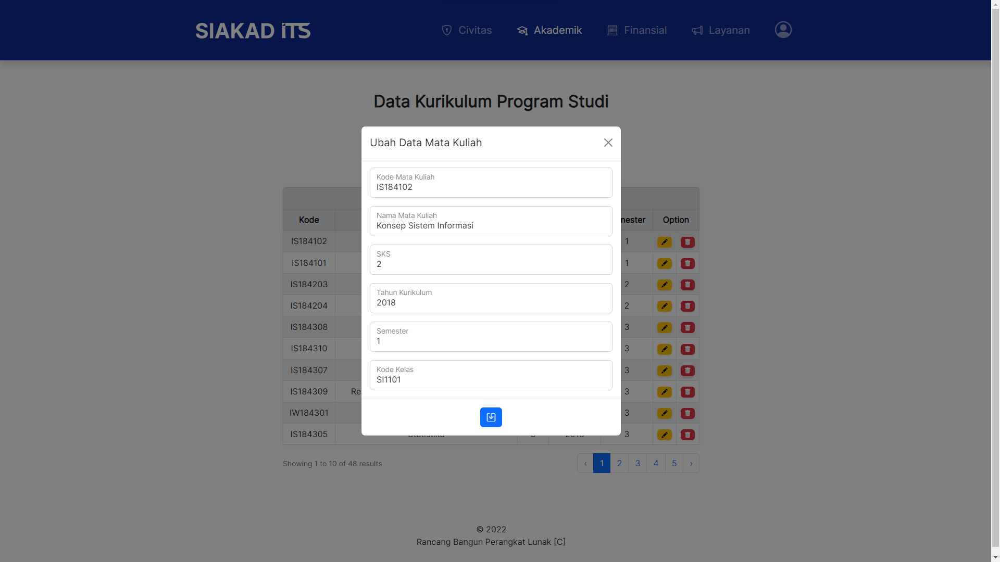 SIAKAD ITS
Civitas
Akademik
Finansial
Layanan
Data Kurikulum Program Studi
Ubah Data Mata Kuliah
Kode Mata Kuliah
IS184102
Nama Mata Kuliah
Konsep Sistem Informasi
SKS
2
Tahun Kurikulum
2018
Semester
1
Kode Kelas
SI1101
Kode mester Option
IS184102 1
IS184101 1
IS184203 2
IS184204 2
IS184308 3
IS184310 3
IS184307 3
IS184309 Re 3
IW184301 3
IS184305 Statistika 3 2018 3
Showing 1 to 10 of 48 results
‹ 1 2 3 4 5 ›
© 2022
Rancang Bangun Perangkat Lunak [C]